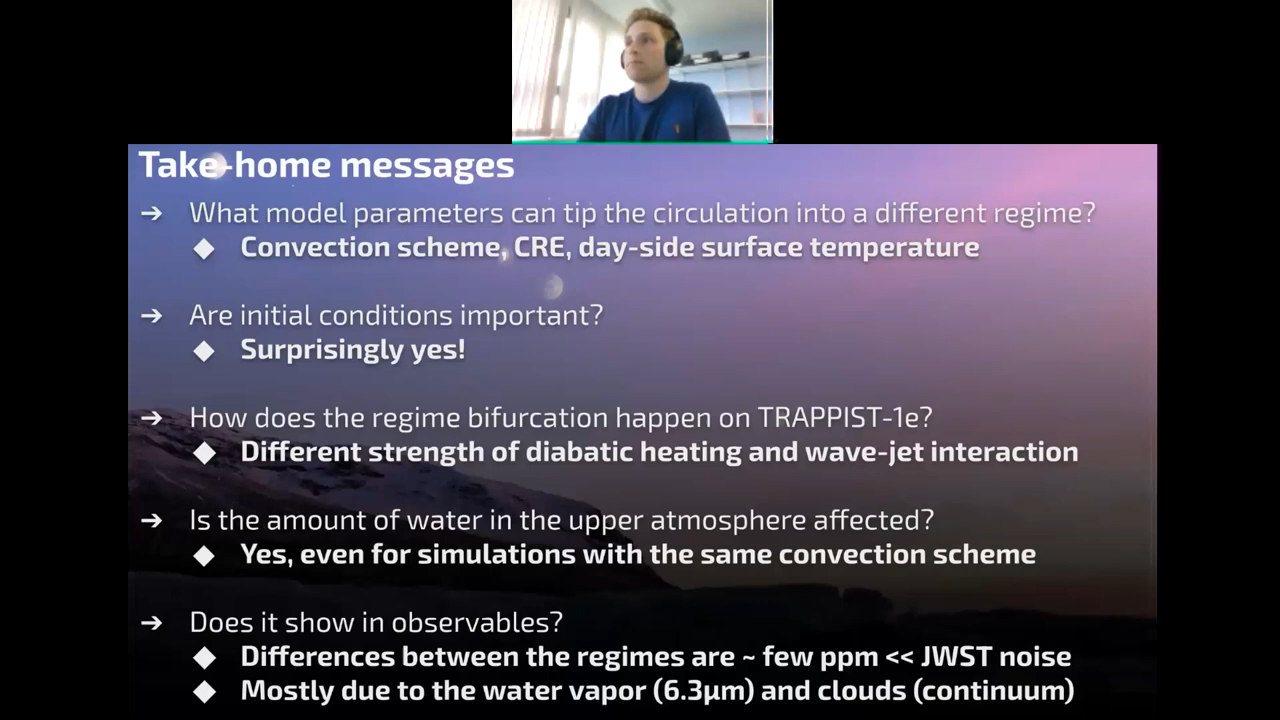 Take-home messages
➔ What model parameters can tip the circulation into a different regime?
◆ Convection scheme, CRE, day-side surface temperature
➔ Are initial conditions important?
◆ Surprisingly yes!
➔ How does the regime bifurcation happen on TRAPPIST-1e?
◆ Different strength of diabatic heating and wave-jet interaction
➔ Is the amount of water in the upper atmosphere affected?
◆ Yes, even for simulations with the same convection scheme
➔ Does it show in observables?
◆ Differences between the regimes are ~ few ppm << JWST noise
◆ Mostly due to the water vapor (6.3μm) and clouds (continuum)